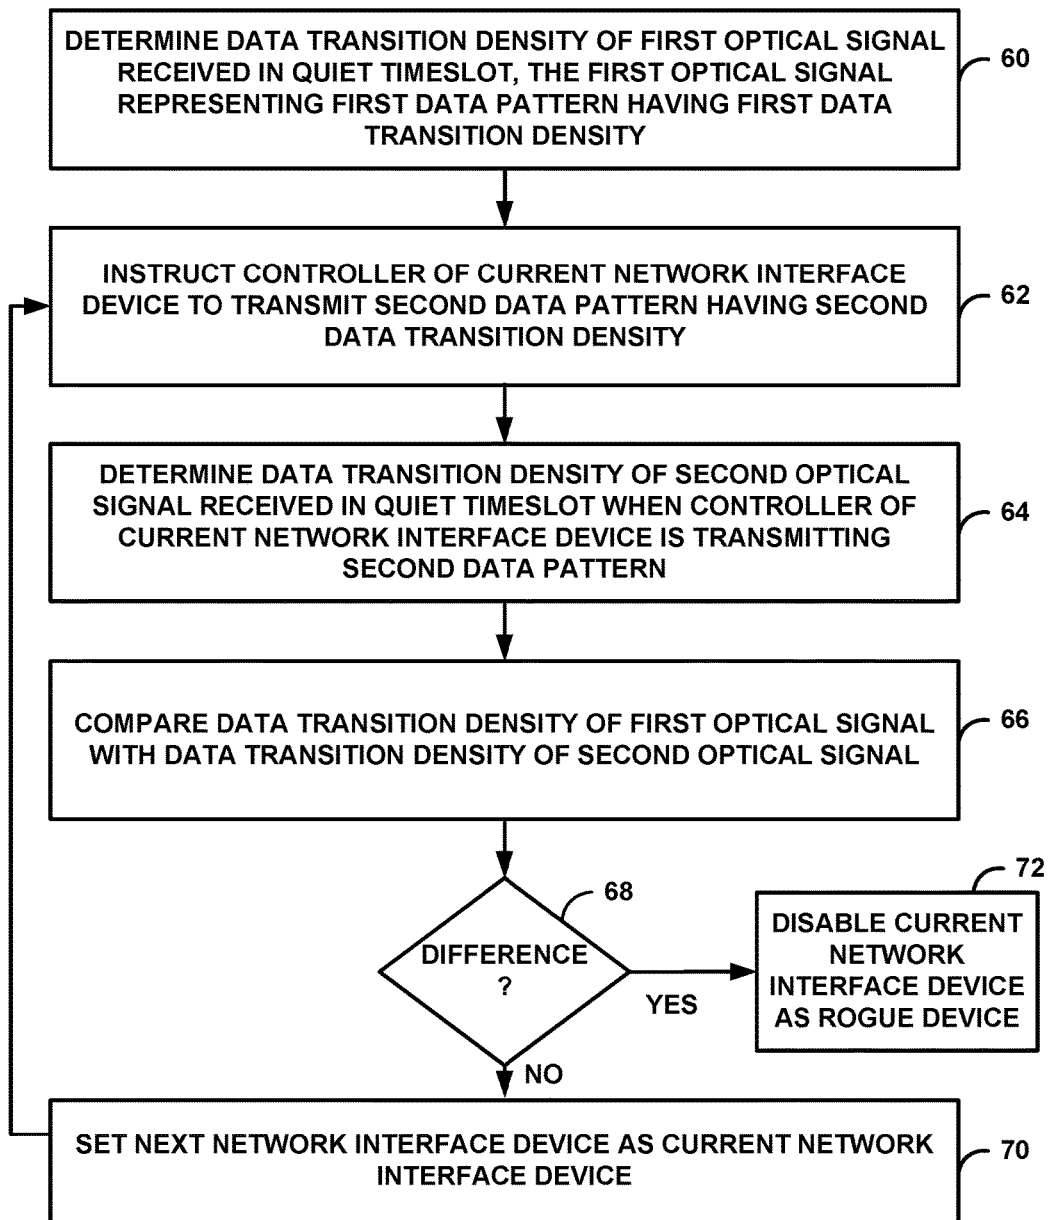 DETERMINE DATA TRANSITION DENSITY OF FIRST OPTICAL SIGNAL
RECEIVED IN QUIET TIMESLOT, THE FIRST OPTICAL SIGNAL
REPRESENTING FIRST DATA PATTERN HAVING FIRST DATA
TRANSITION DENSITY
60
INSTRUCT CONTROLLER OF CURRENT NETWORK INTERFACE
DEVICE TO TRANSMIT SECOND DATA PATTERN HAVING SECOND
DATA TRANSITION DENSITY
62
DETERMINE DATA TRANSITION DENSITY OF SECOND OPTICAL
SIGNAL RECEIVED IN QUIET TIMESLOT WHEN CONTROLLER OF
CURRENT NETWORK INTERFACE DEVICE IS TRANSMITTING
SECOND DATA PATTERN
64
COMPARE DATA TRANSITION DENSITY OF FIRST OPTICAL SIGNAL
WITH DATA TRANSITION DENSITY OF SECOND OPTICAL SIGNAL
66
DIFFERENCE
?
68
YES
DISABLE CURRENT
NETWORK
INTERFACE DEVICE
AS ROGUE DEVICE
72
NO
SET NEXT NETWORK INTERFACE DEVICE AS CURRENT NETWORK
INTERFACE DEVICE
70